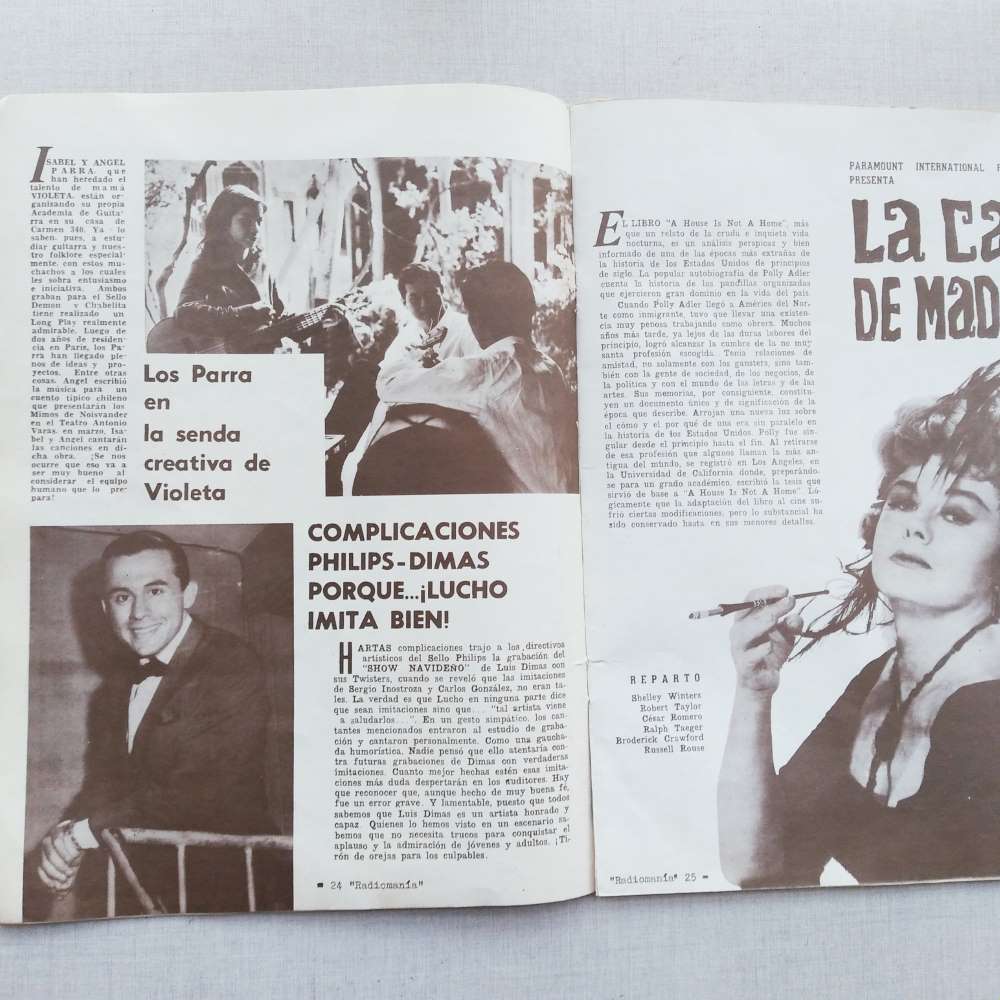 ISABEL Y ANGEL
PARRA, que
han heredado el
talento de mamá
VIOLETA, están or-
ganisando su propia
Academia de Guita-
rra en su casa de
Carmen 340. Ya lo
saben, pues, a estu-
diar guitarra y nues-
tro folklore especial-
mente, con estos mu-
chachos a los cuales
les sobra entusiasmo
e iniciativa. Ambos
graban para el Sello
Demon y Chabelita
tiene realizado un
Long Play realmente
admirable. Luego de
dos años de residen-
cia en París, los Pa-
rra han llegado ple-
nos de ideas y pro-
yectos. Entre otras
cosas, Angel escribió
la música para un
cuento típico chileno
que presentarán los
Mimos de Noisvander
en el Teatro Antonio
Varas, en marzo. Isa-
bel y Angel cantarán
las canciones en di-
cha obra. ¡Se nos
ocurre que eso va a
ser muy bueno al
considerar el equipo
humano que lo pre-
para!
Los Parra
en
la senda
creativa de
Violeta
COMPLICACIONES
PHILIPS-DIMAS
PORQUE...¡LUCHO
IMITA BIEN!
HARTAS complicaciones trajo a los directivos
artísticos del Sello Philips la grabación del
"SHOW NAVIDEÑO" de Luis Dimas con
sus Twisters, cuando se reveló que las imitaciones
de Sergio Inostroza y Carlos González, no eran ta-
les. La verdad es que Lucho en ninguna parte dice
que sean imitaciones sino que... "tal artista viene
a saludarlos...". En un gesto simpático, los can-
tantes mencionados entraron al estudio de graba-
ción y cantaron personalmente. Como una gaucha-
da humorística. Nadie pensó que ello atentaría con-
tra futuras grabaciones de Dimas con verdaderas
imitaciones. Cuanto mejor hechas estén esas imita-
ciones más duda despertarán en los auditores. Hay
que reconocer que, aunque hecho de muy buena fé,
fue un error grave. Y lamentable, puesto que todos
sabemos que Luis Dimas es un artista honrado y
capaz. Quienes lo hemos visto en un escenario sa-
bemos que no necesita trucos para conquistar el
aplauso y la admiración de jóvenes y adultos. ¡Ti-
rón de orejas para los culpables.
= 24 "Radiomanía"
PARAMOUNT INTERNATIONAL
PRESENTA
LA CA
DE MAD
EL LIBRO "A House Is Not A Home", más
que un relato de la cruda e inquieta vida
nocturna, es un análisis perspicaz y bien
informado de una de las épocas más extrañas de
la historia de los Estados Unidos de principios
de siglo. La popular autobiografía de Polly Adler
cuenta la historia de las pandillas organizadas
que ejercieron gran dominio en la vida del país.
Cuando Polly Adler llegó a América del Nor-
te como inmigrante, tuvo que llevar una existen-
cia muy penosa trabajando como obrera. Muchos
años más tarde, ya lejos de las duras labores del
principio, logró alcanzar la cumbre de la no muy
santa profesión escogida. Tenía relaciones de
amistad, no solamente con los gansters, sino tam-
bién con la gente de sociedad, de los negocios, de
la política y con el mundo de las letras y de las
artes. Sus memorias, por consiguiente, constitu-
yen un documento único y de significación de la
época que describe. Arrojan una nueva luz sobre
el cómo y el por qué de una era sin paralelo en
la historia de los Estados Unidos. Polly fue sin-
gular desde el principio hasta el fin. Al retirarse
de esa profesión que algunos llaman la más an-
tigua del mundo, se registró en Los Angeles, en
la Universidad de California donde, preparándo-
se para un grado académico, escribió la tesis que
sirvió de base a "A House Is Not A Home". Ló-
gicamente que la adaptación del libro al cine su-
frió ciertas modificaciones, pero lo substancial ha
sido conservado hasta en sus menores detalles.
REPARTO
Shelley Winters
Robert Taylor
César Romero
Ralph Taeger
Broderick Crawford
Russell Rouse
"Radiomanía" 25 =